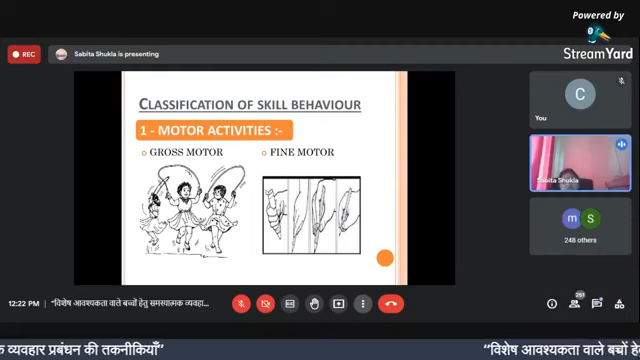 Powered by
StreamYard
REC
Sabita Shukla is presenting
CLASSIFICATION OF SKILL BEHAVIOUR
1 - MOTOR ACTIVITIES :-
GROSS MOTOR
FINE MOTOR
C
You
Sabita Shukla
m S
248 others
12:22 PM | "विशेष आवश्यकता वाले बच्चों हेतु समस्यात्मक व्यवहा...
251
क व्यवहार प्रबंधन की तकनीकियाँ"
"विशेष आवश्यकता वाले बच्चों हे